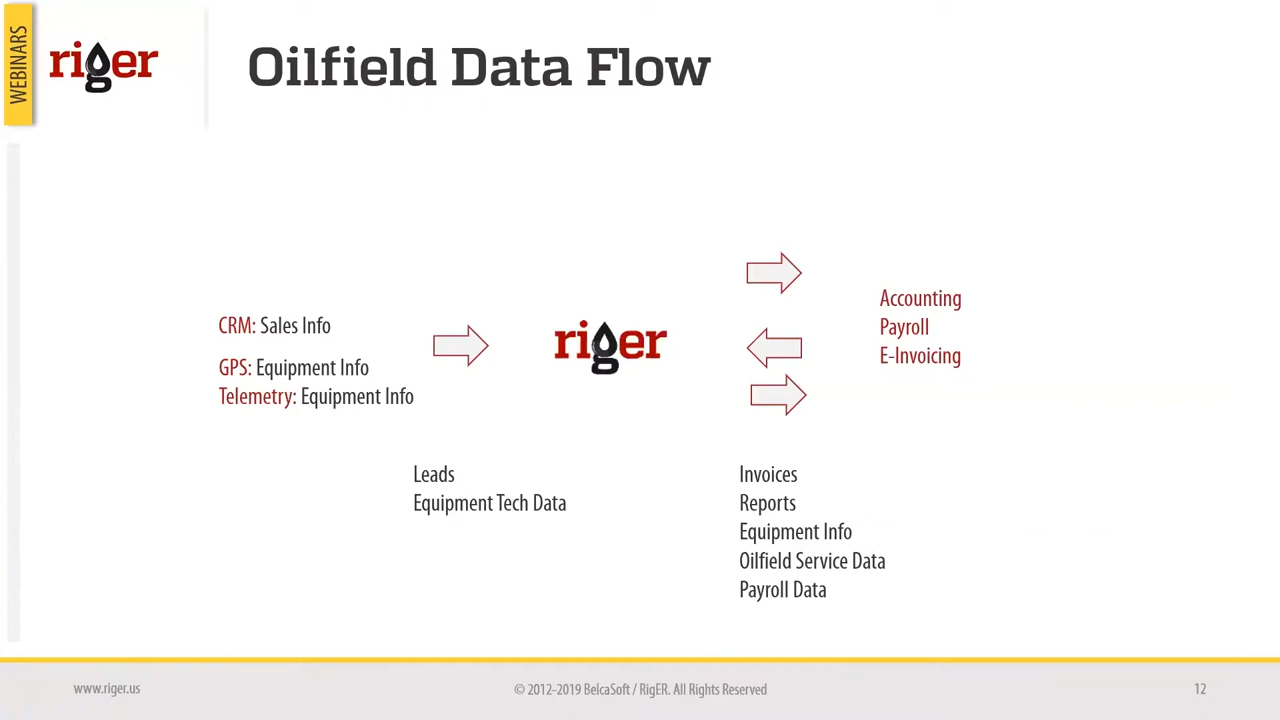 WEBINARS
riger
Oilfield Data Flow
CRM: Sales Info
GPS: Equipment Info
Telemetry: Equipment Info
riger
Accounting
Payroll
E-Invoicing
Leads
Equipment Tech Data
Invoices
Reports
Equipment Info
Oilfield Service Data
Payroll Data
www.riger.us
© 2012-2019 BelcaSoft / RigER. All Rights Reserved
12